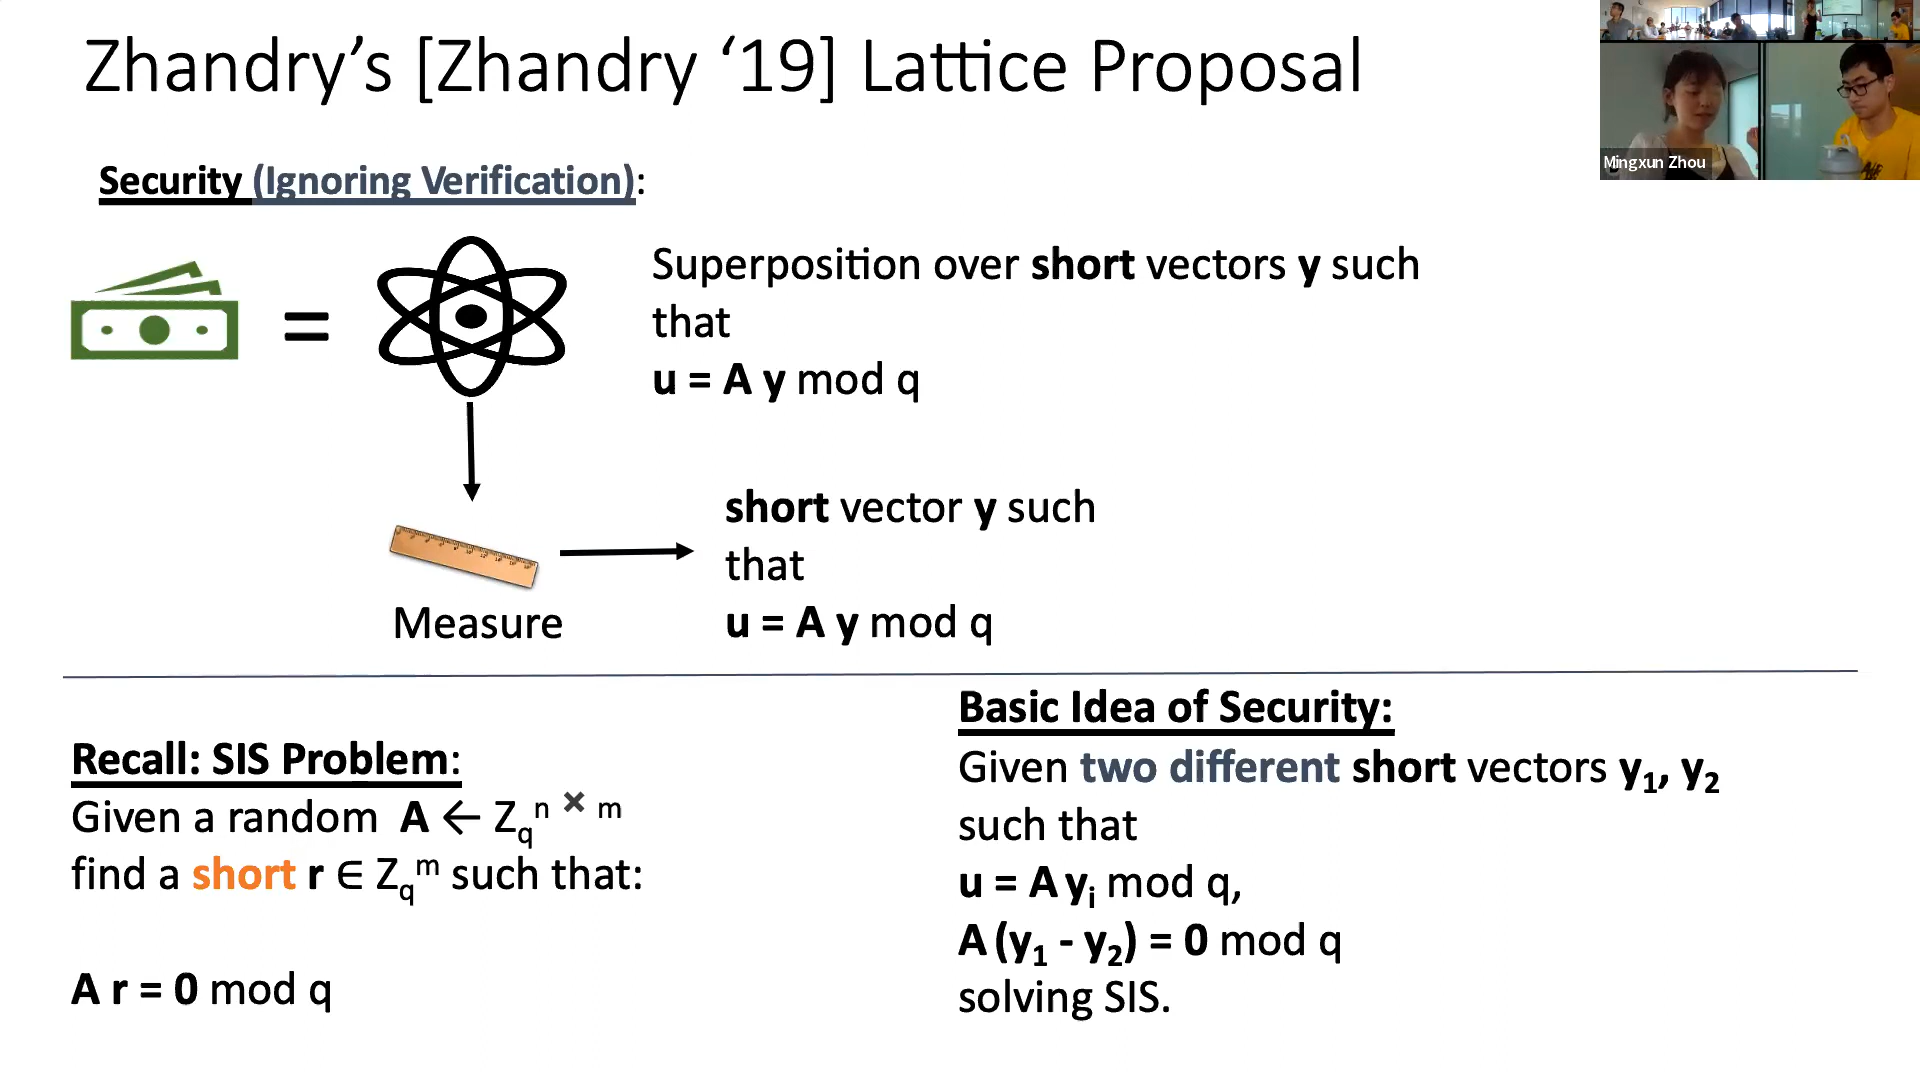 Zhandry’s [Zhandry ‘19] Lattice Proposal
Mingxun Zhou
Security (Ignoring Verification):
Superposition over short vectors y such
that
u = A y mod q
=
short vector y such
that
u = A y mod q
Measure
Recall: SIS Problem:
Given a random A ← Zqⁿ ˣ ᵐ
find a short r ∈ Zqᵐ such that:
A r = 0 mod q
Basic Idea of Security:
Given two different short vectors y₁, y₂
such that
u = A yᵢ mod q,
A (y₁ - y₂) = 0 mod q
solving SIS.